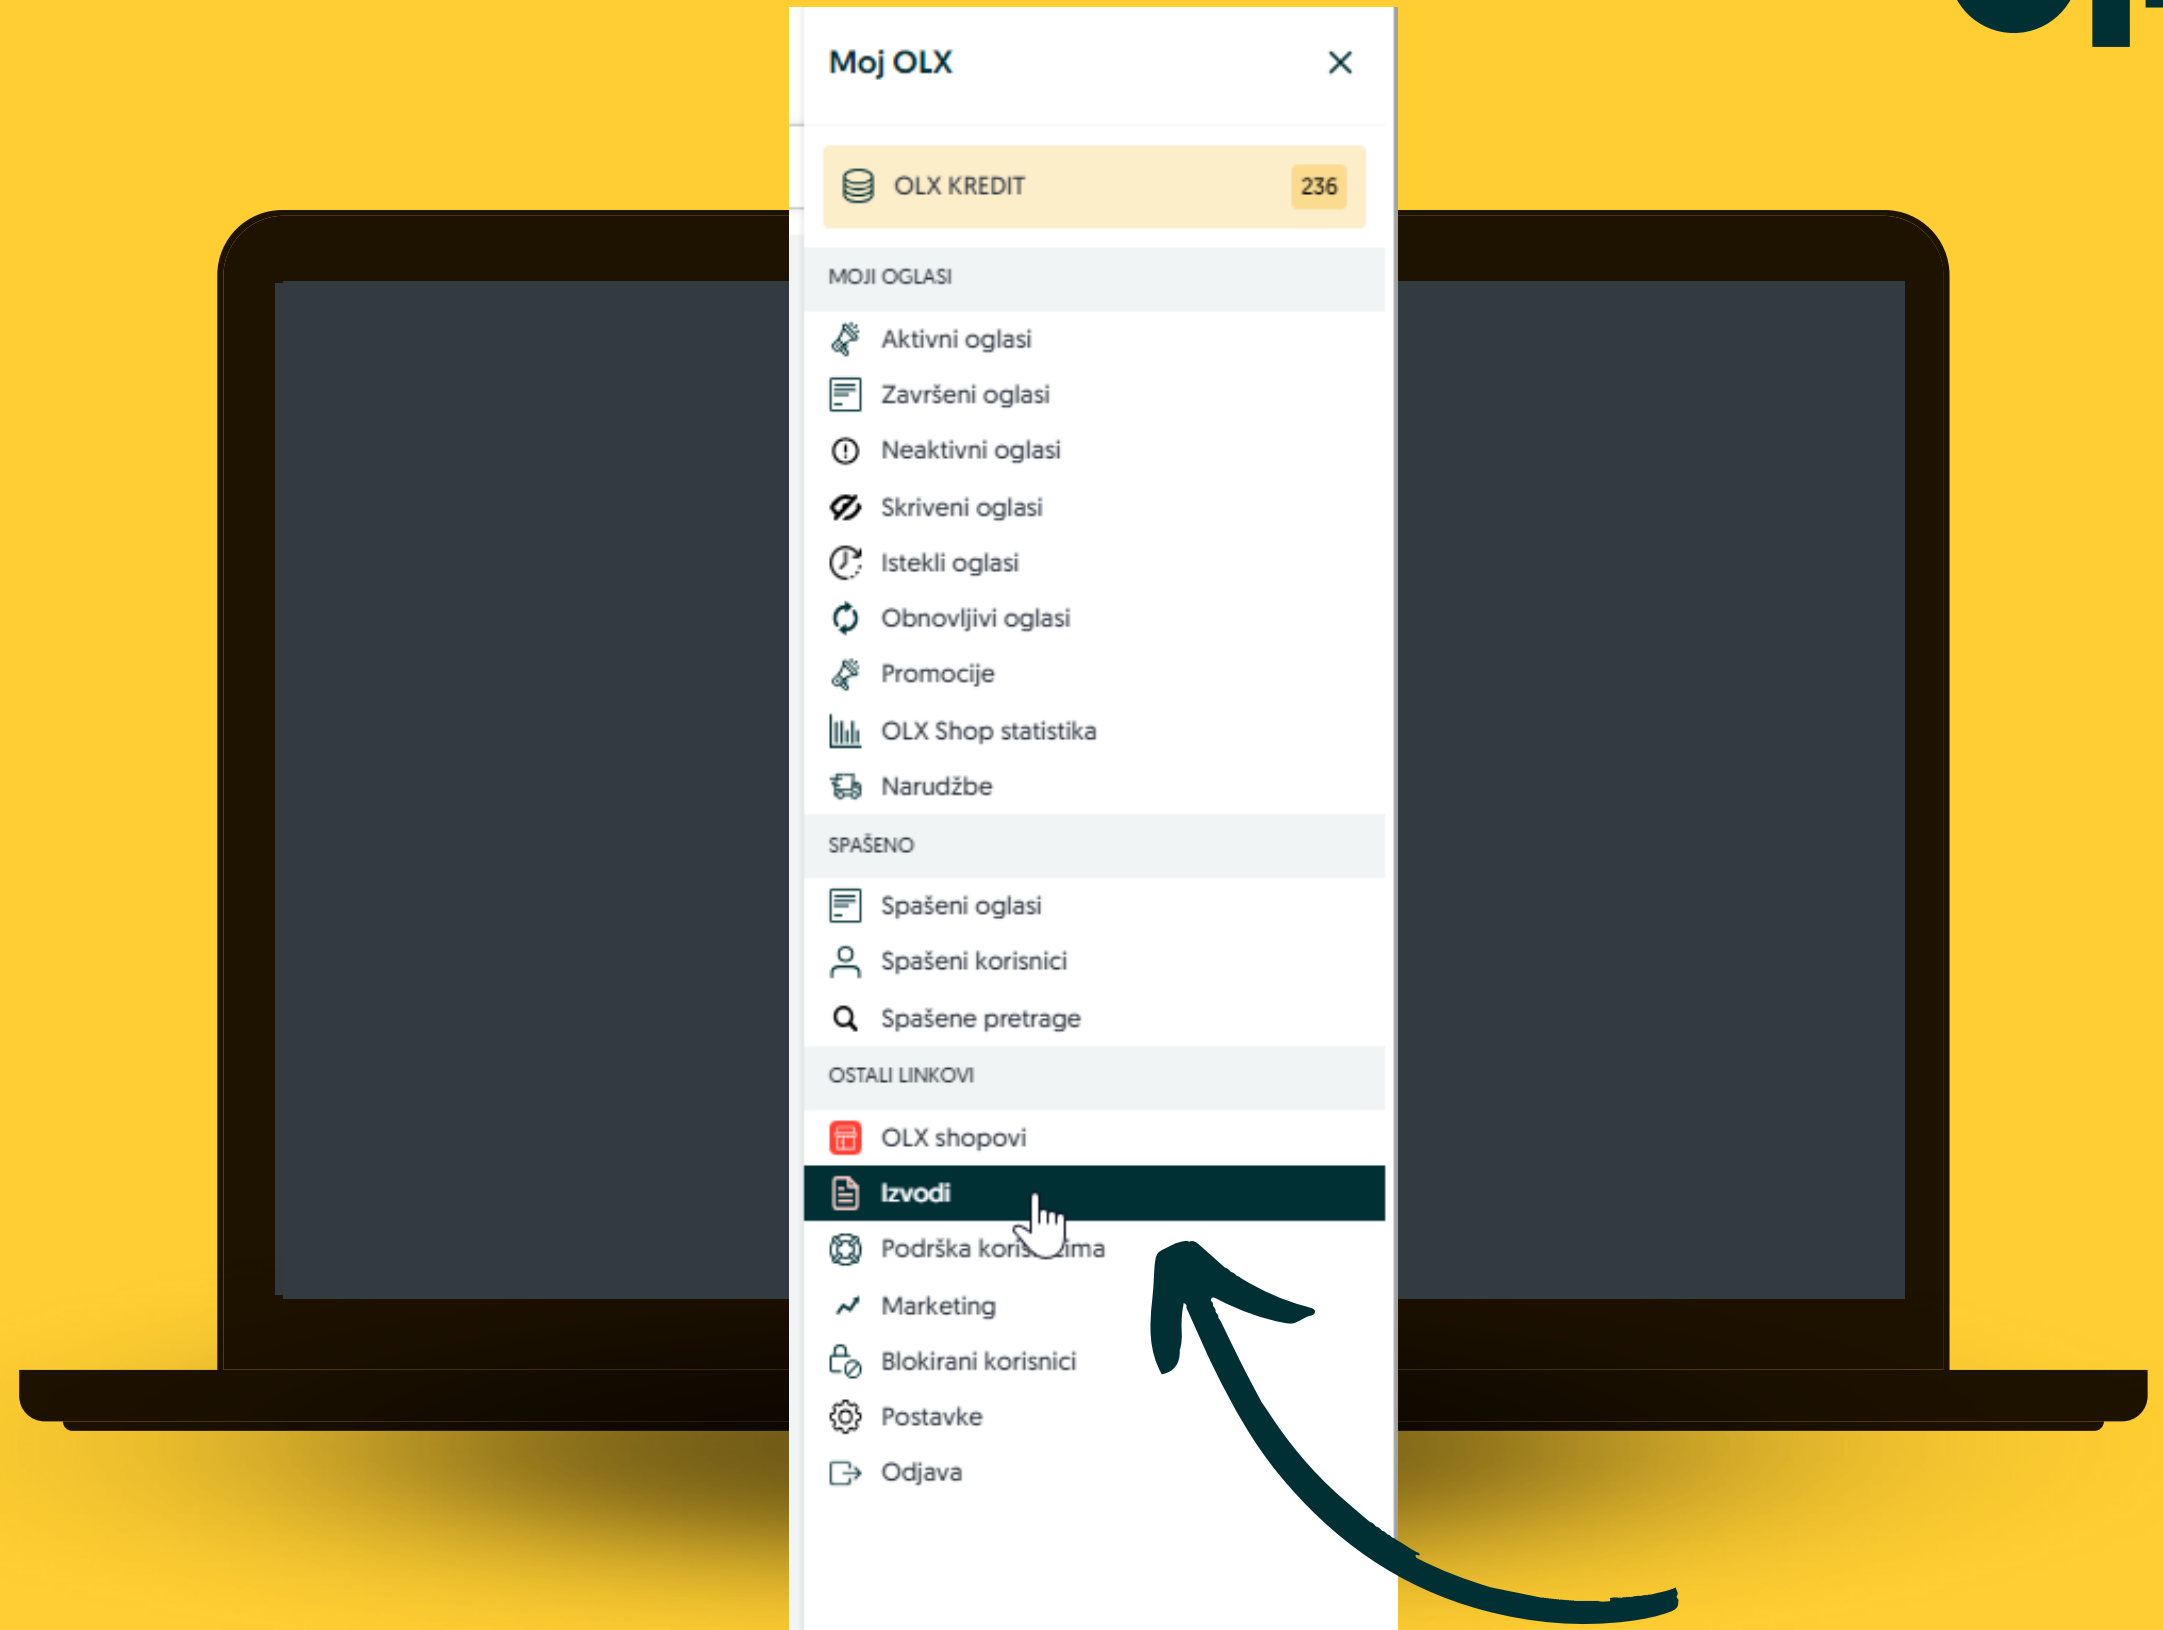 Moj OLX
OLX KREDIT 236
MOJI OGLASI
Aktivni oglasi
Završeni oglasi
Neaktivni oglasi
Skriveni oglasi
Istekli oglasi
Obnovljivi oglasi
Promocije
OLX Shop statistika
Narudžbe
SPAŠENO
Spašeni oglasi
Spašeni korisnici
Spašene pretrage
OSTALI LINKOVI
OLX shopovi
Izvodi
Podrška
Marketing
Blokirani korisnici
Postavke
Odjava